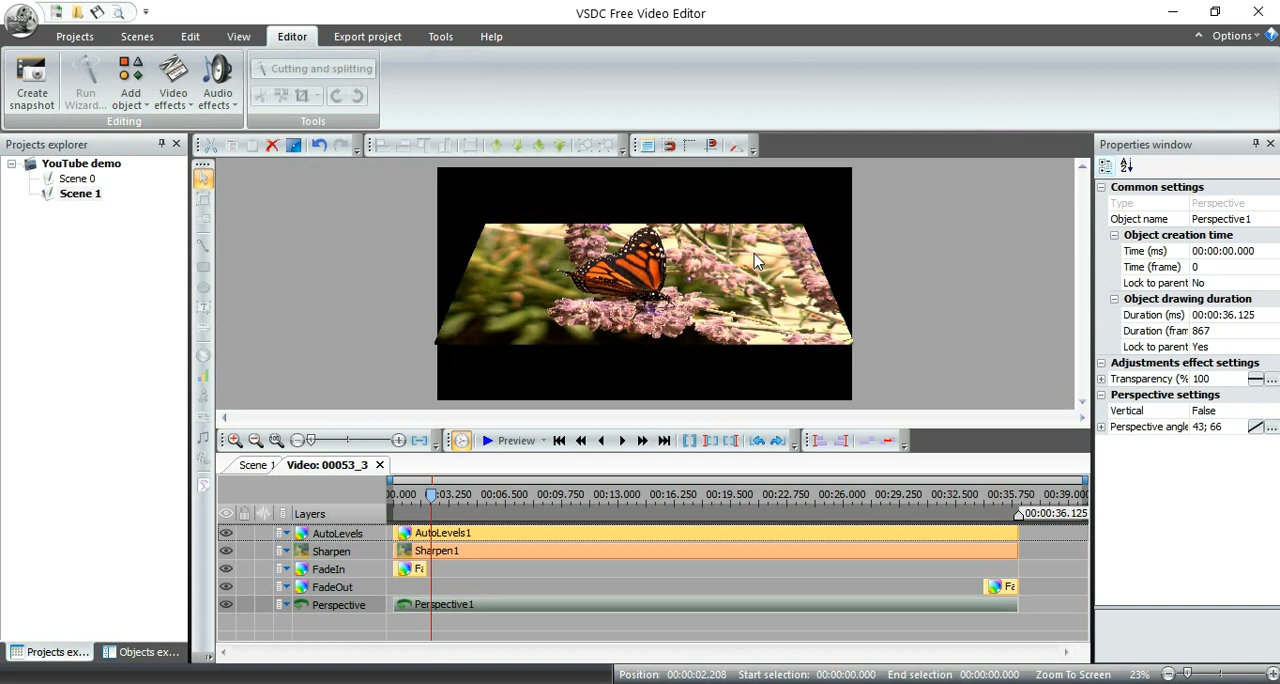 VSDC Free Video Editor
Projects Scenes Edit View Editor Export project Tools Help Options
Create snapshot
Run Wizard...
Add object
Video effects
Audio effects
Cutting and splitting
Editing
Tools
Projects explorer
YouTube demo
Scene 0
Scene 1
Projects ex...
Objects ex...
Preview
Scene 1
Video: 00053_3
00.000 0:03.250 00:06.500 00:09.750 00:13.000 00:16.250 00:19.500 00:22.750 00:26.000 00:29.250 00:32.500 00:35.750 00:39.00
Layers
00:00:36.125
AutoLevels AutoLevels1
Sharpen Sharpen1
FadeIn Fa
FadeOut Fa
Perspective Perspective1
Properties window
Common settings
Type Perspective
Object name Perspective1
Object creation time
Time (ms) 00:00:00.000
Time (frame) 0
Lock to parent No
Object drawing duration
Duration (ms) 00:00:36.125
Duration (fram 867
Lock to parent Yes
Adjustments effect settings
Transparency (% 100
Perspective settings
Vertical False
Perspective angle 43; 66
Position: 00:00:02.208 Start selection: 00:00:00.000 End selection: 00:00:00.000 Zoom To Screen 23%